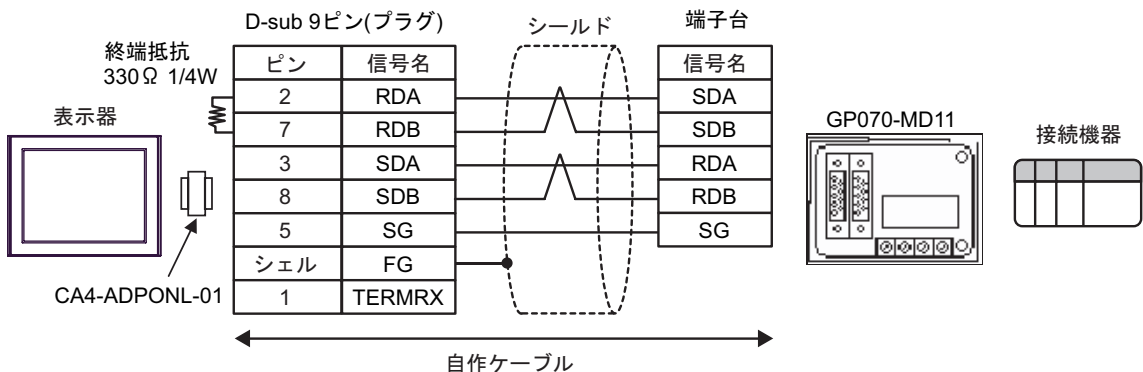 D-sub 9ピン(プラグ)
シールド
端子台
終端抵抗
330Ω 1/4W
ピン 信号名 信号名
2 RDA SDA
7 RDB SDB
3 SDA RDA
8 SDB RDB
5 SG SG
シェル FG
1 TERMRX
表示器
CA4-ADPONL-01
GP070-MD11
接続機器
自作ケーブル